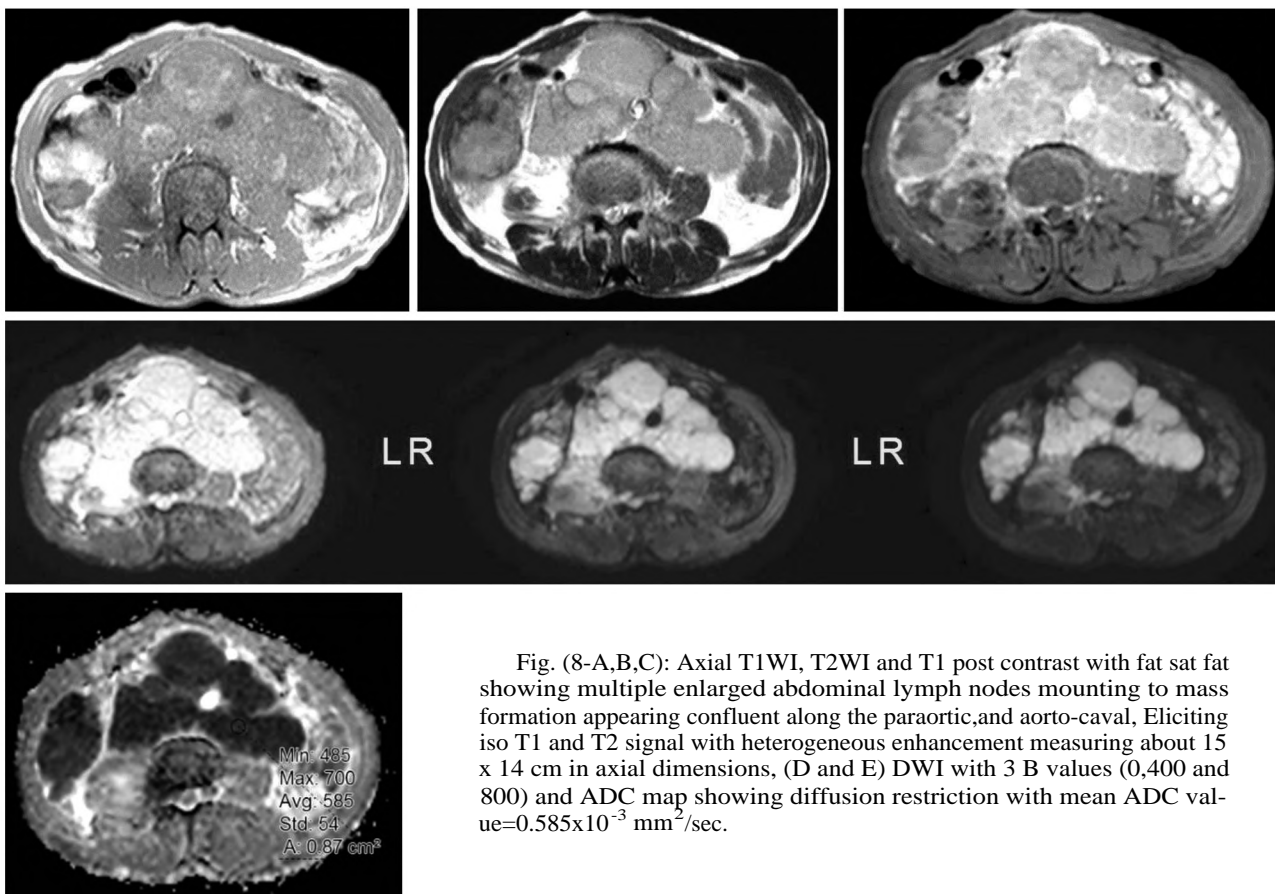 L R
L R
Min: 485
Max: 700
Avg: 585
Std: 54
A: 0.87 cm²
Fig. (8-A,B,C): Axial T1WI, T2WI and T1 post contrast with fat sat fat
showing multiple enlarged abdominal lymph nodes mounting to mass
formation appearing confluent along the paraortic,and aorto-caval, Eliciting
iso T1 and T2 signal with heterogeneous enhancement measuring about 15
x 14 cm in axial dimensions, (D and E) DWI with 3 B values (0,400 and
800) and ADC map showing diffusion restriction with mean ADC val-
ue=0.585x10⁻³ mm²/sec.